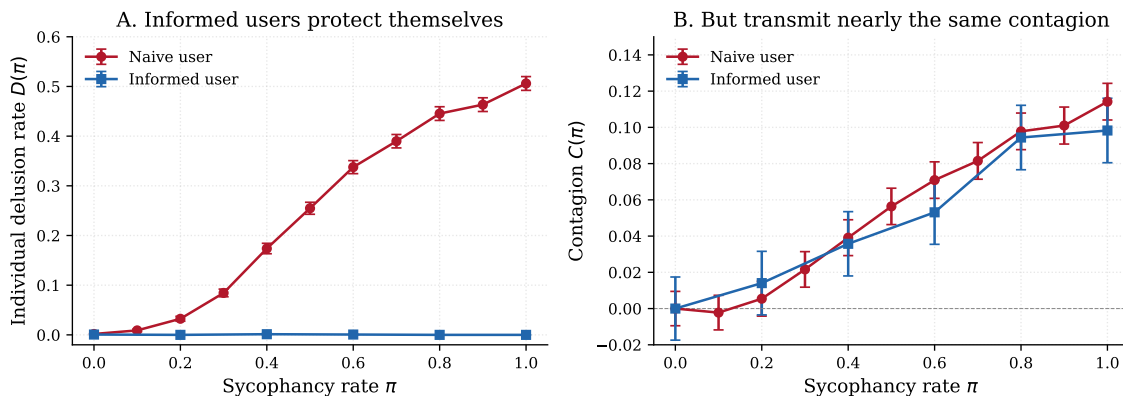 A. Informed users protect themselves
Individual delusion rate D(π)
0.6
0.5
0.4
0.3
0.2
0.1
0.0
Naive user
Informed user
0.0 0.2 0.4 0.6 0.8 1.0
Sycophancy rate π
B. But transmit nearly the same contagion
Contagion C(π)
0.14
0.12
0.10
0.08
0.06
0.04
0.02
0.00
−0.02
Naive user
Informed user
0.0 0.2 0.4 0.6 0.8 1.0
Sycophancy rate π